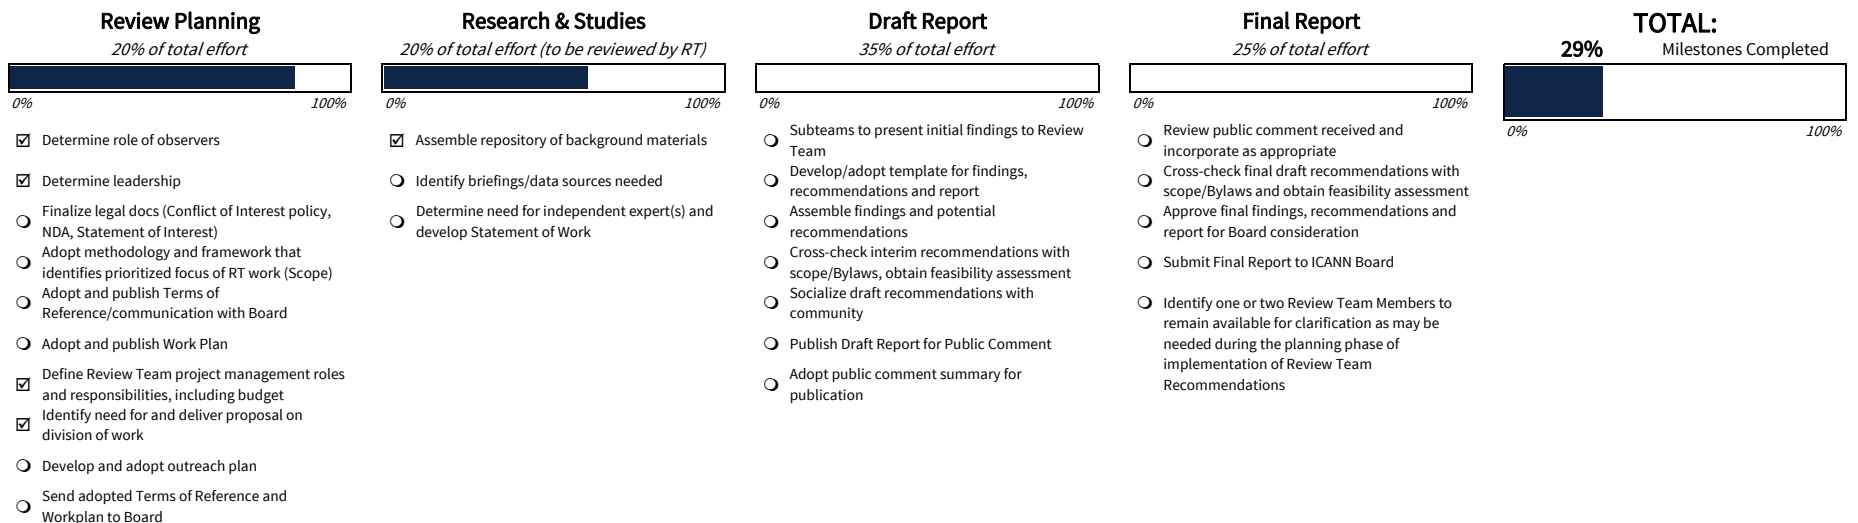 Review Planning
20% of total effort
0% 100%
Determine role of observers
Determine leadership
Finalize legal docs (Conflict of Interest policy,
NDA, Statement of Interest)
Adopt methodology and framework that
identifies prioritized focus of RT work (Scope)
Adopt and publish Terms of
Reference/communication with Board
Adopt and publish Work Plan
Define Review Team project management roles
and responsibilities, including budget
Identify need for and deliver proposal on
division of work
Develop and adopt outreach plan
Send adopted Terms of Reference and
Workplan to Board
Research & Studies
20% of total effort (to be reviewed by RT)
0% 100%
Assemble repository of background materials
Identify briefings/data sources needed
Determine need for independent expert(s) and
develop Statement of Work
Draft Report
35% of total effort
0% 100%
Subteams to present initial findings to Review
Team
Develop/adopt template for findings,
recommendations and report
Assemble findings and potential
recommendations
Cross-check interim recommendations with
scope/Bylaws, obtain feasibility assessment
Socialize draft recommendations with
community
Publish Draft Report for Public Comment
Adopt public comment summary for
publication
Final Report
25% of total effort
0% 100%
Review public comment received and
incorporate as appropriate
Cross-check final draft recommendations with
scope/Bylaws and obtain feasibility assessment
Approve final findings, recommendations and
report for Board consideration
Submit Final Report to ICANN Board
Identify one or two Review Team Members to
remain available for clarification as may be
needed during the planning phase of
implementation of Review Team
Recommendations
TOTAL:
29% Milestones Completed
0% 100%